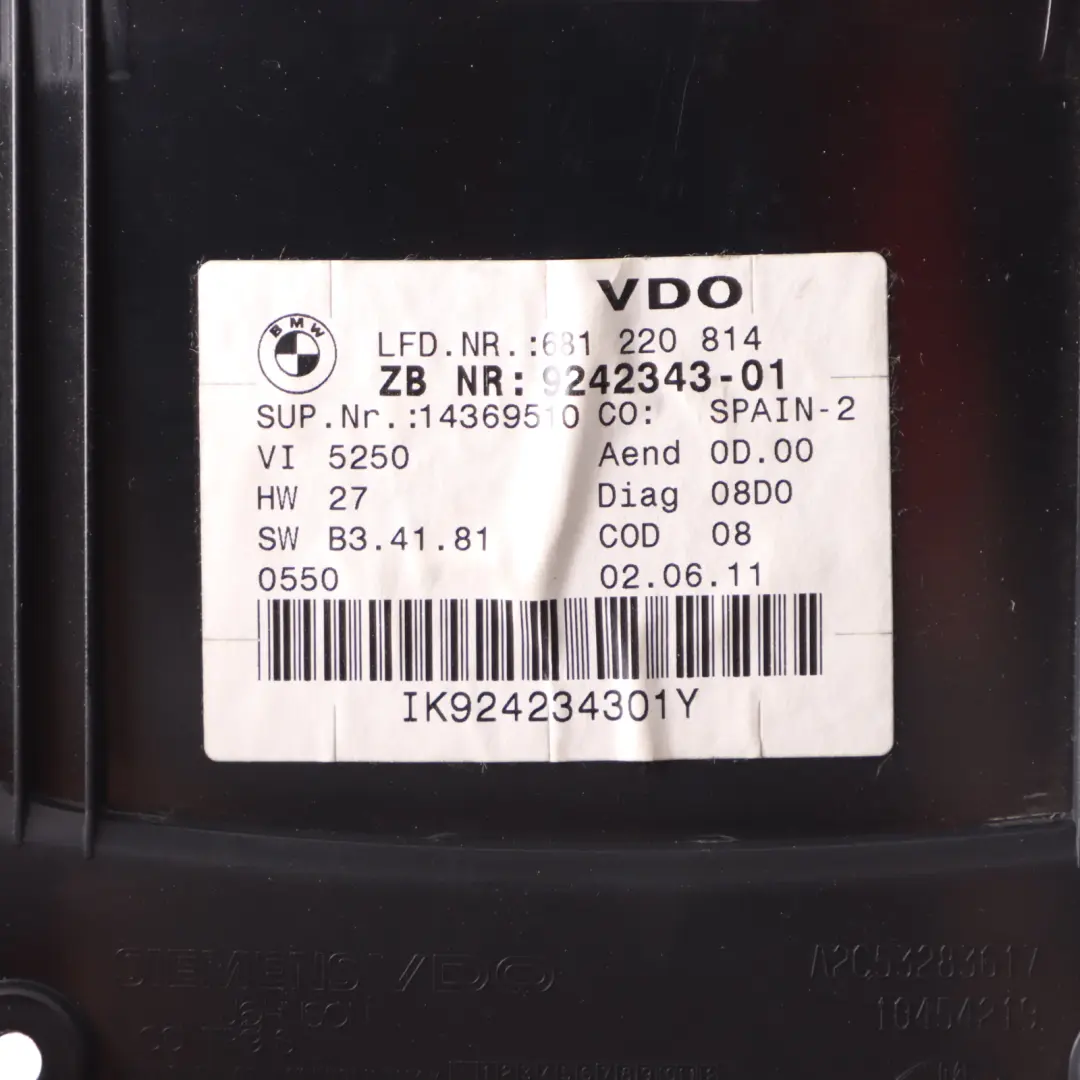 VDO
BMW
LFD.NR.:681 220 814
ZB NR: 9242343-01
SUP.Nr.:14369510 CO: SPAIN-2
VI 5250 Aend 0D.00
HW 27 Diag 08D0
SW B3.41.81 COD 08
0550 02.06.11
IK924234301Y
SIEMENS VDO A2C53283617